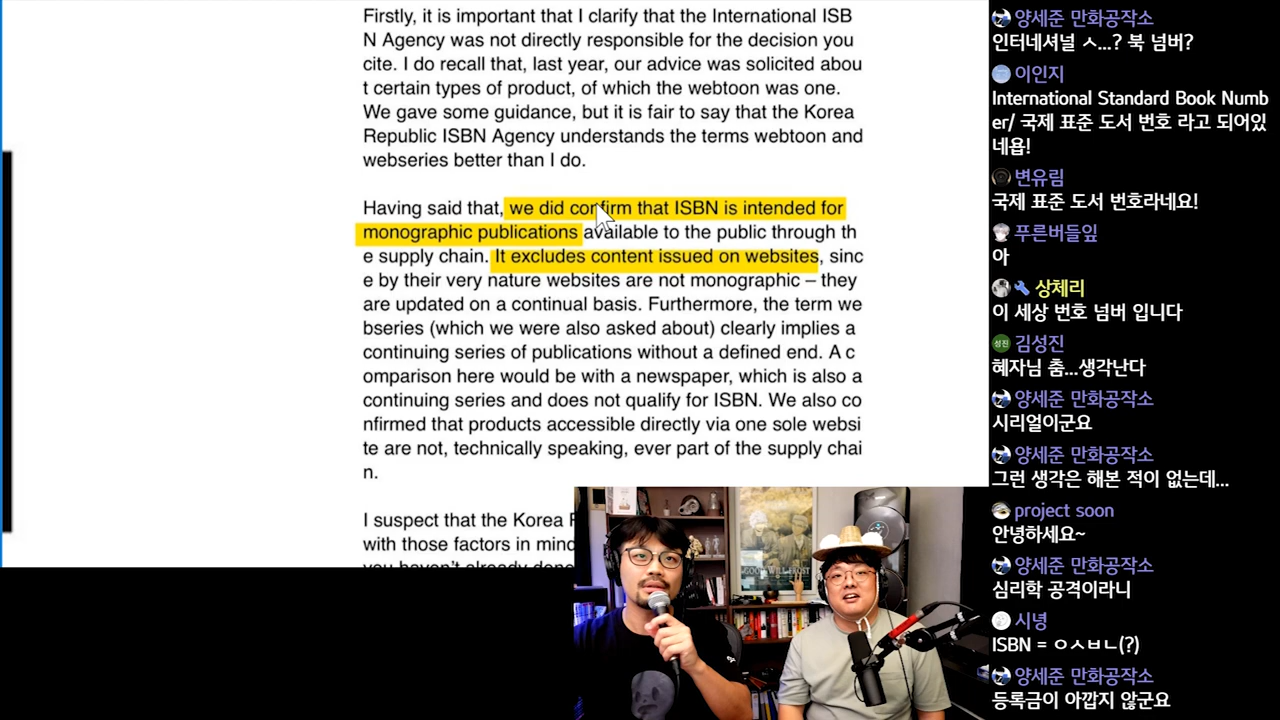 Firstly, it is important that I clarify that the International ISB
N Agency was not directly responsible for the decision you
cite. I do recall that, last year, our advice was solicited abou
t certain types of product, of which the webtoon was one.
We gave some guidance, but it is fair to say that the Korea
Republic ISBN Agency understands the terms webtoon and
webseries better than I do.
Having said that, we did confirm that ISBN is intended for
monographic publications available to the public through th
e supply chain. It excludes content issued on websites, sinc
e by their very nature websites are not monographic – they
are updated on a continual basis. Furthermore, the term we
bseries (which we were also asked about) clearly implies a
continuing series of publications without a defined end. A c
omparison here would be with a newspaper, which is also a
continuing series and does not qualify for ISBN. We also co
nfirmed that products accessible directly via one sole websi
te are not, technically speaking, ever part of the supply chai
n.
I suspect that the Korea
with those factors in mind
you haven't already done
양세준 만화공작소
인터네셔널 ㅅ...? 북 넘버?
이인지
International Standard Book Numb
er/ 국제 표준 도서 번호 라고 되어있
네욥!
변유림
국제 표준 도서 번호라네요!
푸른버들잎
아
상체리
이 세상 번호 넘버 입니다
성진 김성진
혜자님 춤...생각난다
양세준 만화공작소
시리얼이군요
양세준 만화공작소
그런 생각은 해본 적이 없는데...
project soon
안녕하세요~
양세준 만화공작소
심리학 공격이라니
시녕
ISBN = ㅇㅅㅂㄴ(?)
양세준 만화공작소
등록금이 아깝지 않군요